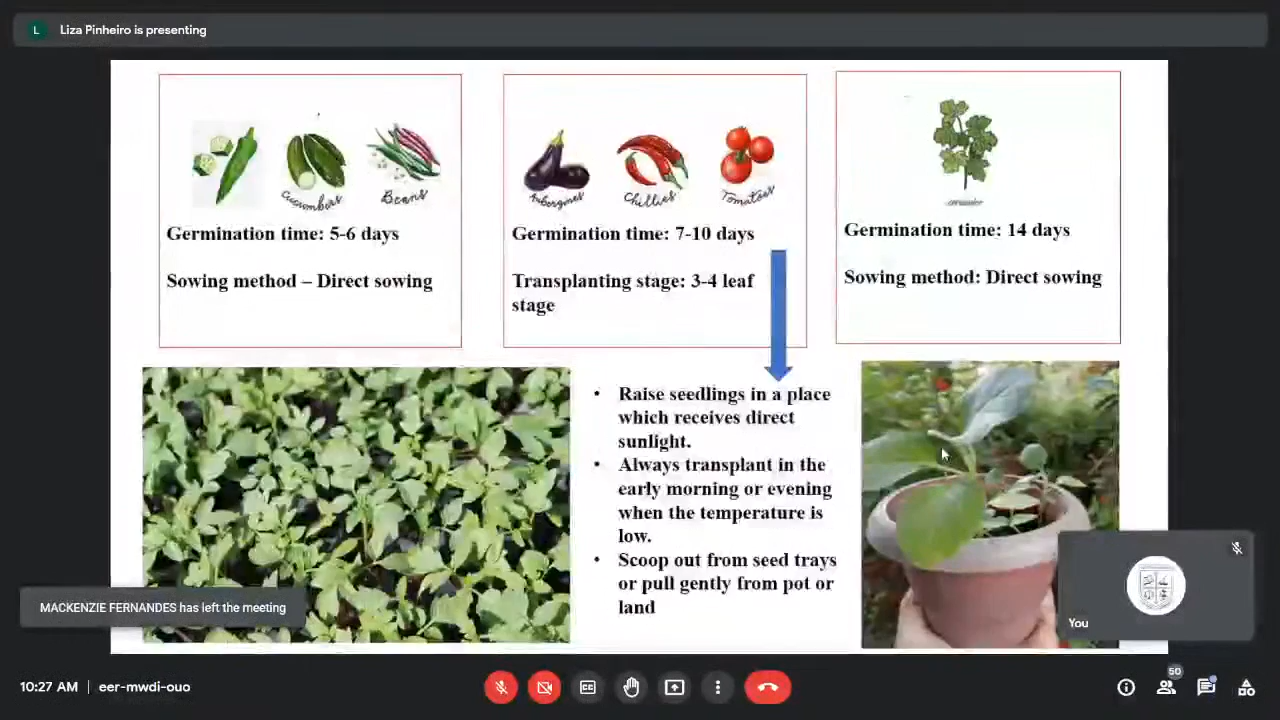 L
Liza Pinheiro is presenting
Cucumbers
Beans
Germination time: 5-6 days
Sowing method – Direct sowing
Aubergines
Chillies
Tomatoes
Germination time: 7-10 days
Transplanting stage: 3-4 leaf
stage
coriander
Germination time: 14 days
Sowing method: Direct sowing
• Raise seedlings in a place
which receives direct
sunlight.
• Always transplant in the
early morning or evening
when the temperature is
low.
• Scoop out from seed trays
or pull gently from pot or
land
MACKENZIE FERNANDES has left the meeting
You
10:27 AM | eer-mwdi-ouo
50